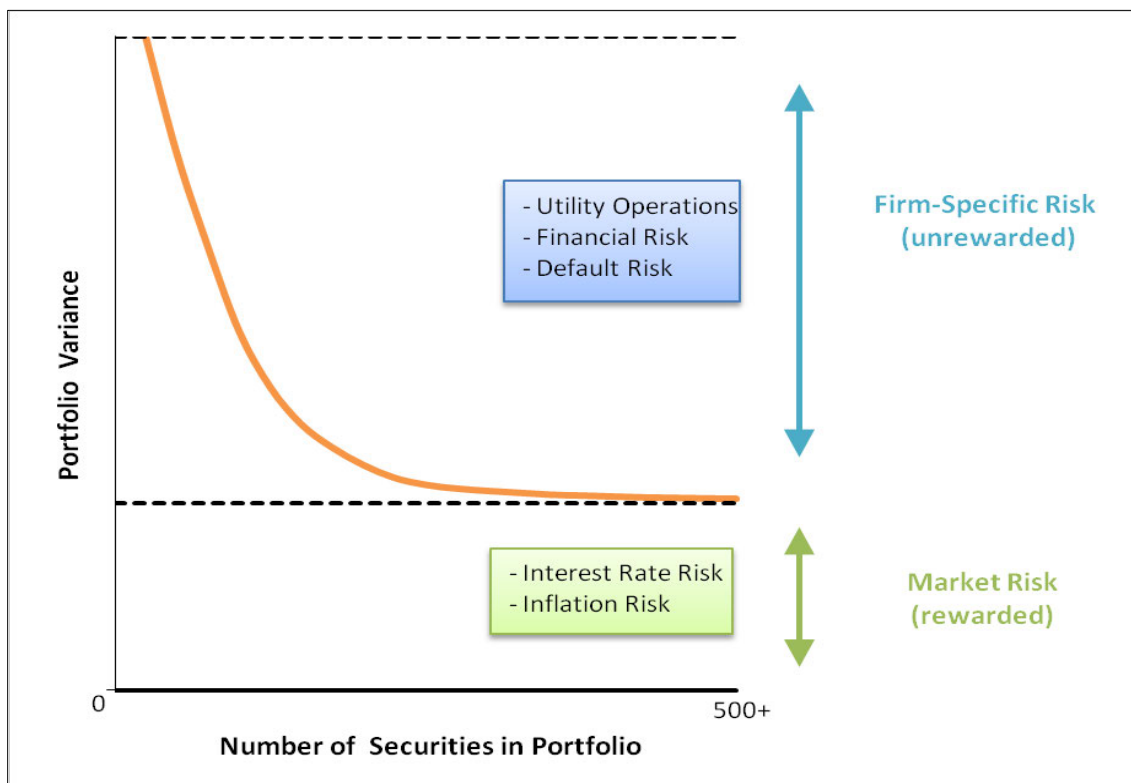 Portfolio Variance
- Utility Operations
- Financial Risk
- Default Risk
Firm-Specific Risk
(unrewarded)
- Interest Rate Risk
- Inflation Risk
Market Risk
(rewarded)
0
500+
Number of Securities in Portfolio